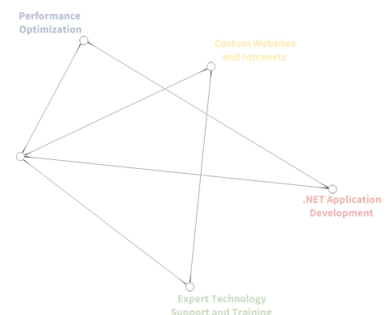 Performance
Optimization
Custom Websites
and Intranets
.NET Application
Development
Expert Technology
Support and Training